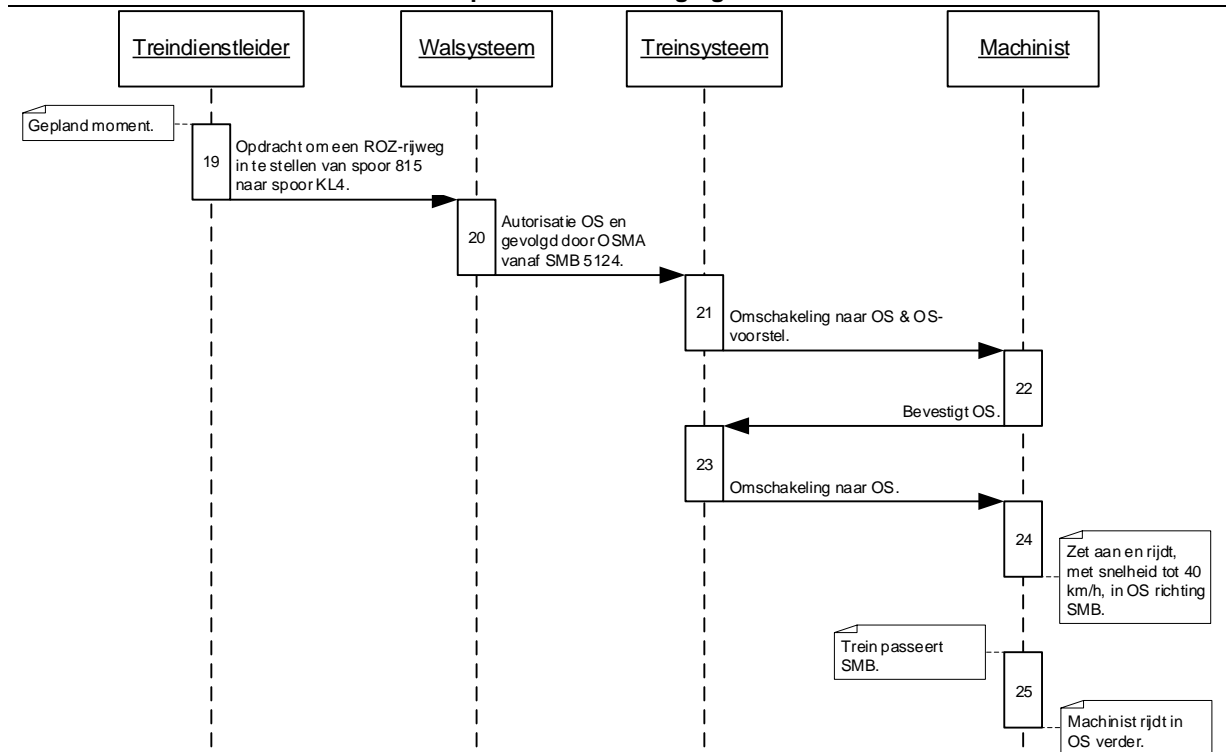 Treindienstleider
Walsysteem
Treinsysteem
Machinist
Gepland moment.
19
Opdracht om een ROZ-rijweg
in te stellen van spoor 815
naar spoor KL4.
20
Autorisatie OS en
gevolgd door OSMA
vanaf SMB 5124.
21
Omschakeling naar OS & OS-
voorstel.
22
Bevestigt OS.
23
Omschakeling naar OS.
24
Zet aan en rijdt,
met snelheid tot 40
km/h, in OS richting
SMB.
Trein passeert
SMB.
25
Machinist rijdt in
OS verder.